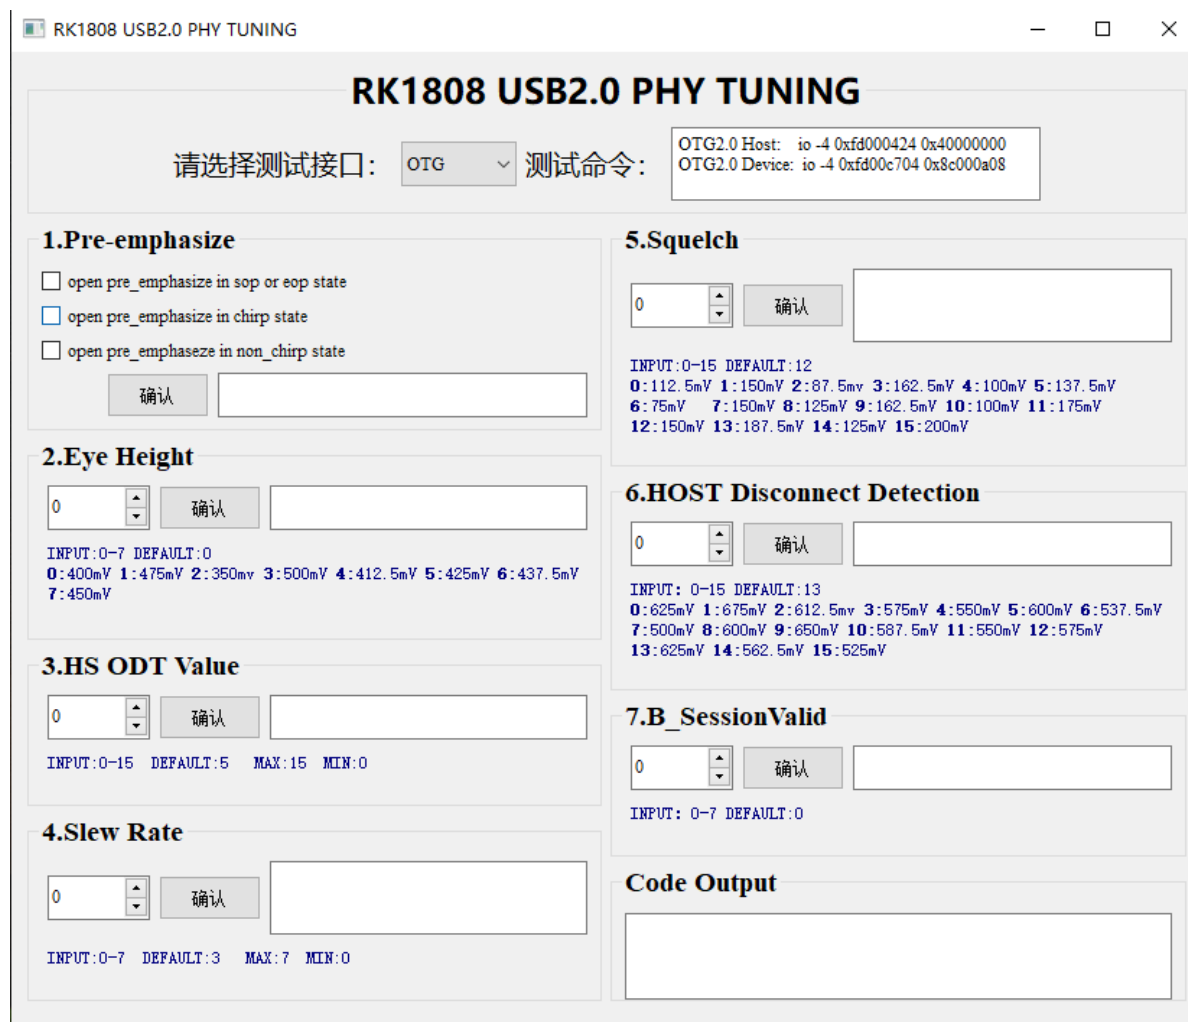 RK1808 USB2.0 PHY TUNING
RK1808 USB2.0 PHY TUNING
请选择测试接口： OTG 测试命令：
OTG2.0 Host: io -4 0xfd000424 0x40000000
OTG2.0 Device: io -4 0xfd00c704 0x8c000a08
1.Pre-emphasize
open pre_emphasize in sop or eop state
open pre_emphasize in chirp state
open pre_emphaseze in non_chirp state
确认
2.Eye Height
0 确认
INPUT:0-7 DEFAULT:0
0:400mV 1:475mV 2:350mv 3:500mV 4:412.5mV 5:425mV 6:437.5mV
7:450mV
3.HS ODT Value
0 确认
INPUT:0-15 DEFAULT:5 MAX:15 MIN:0
4.Slew Rate
0 确认
INPUT:0-7 DEFAULT:3 MAX:7 MIN:0
5.Squelch
0 确认
INPUT:0-15 DEFAULT:12
0:112.5mV 1:150mV 2:87.5mv 3:162.5mV 4:100mV 5:137.5mV
6:75mV 7:150mV 8:125mV 9:162.5mV 10:100mV 11:175mV
12:150mV 13:187.5mV 14:125mV 15:200mV
6.HOST Disconnect Detection
0 确认
INPUT: 0-15 DEFAULT:13
0:625mV 1:675mV 2:612.5mv 3:575mV 4:550mV 5:600mV 6:537.5mV
7:500mV 8:600mV 9:650mV 10:587.5mV 11:550mV 12:575mV
13:625mV 14:562.5mV 15:525mV
7.B_SessionValid
0 确认
INPUT: 0-7 DEFAULT:0
Code Output